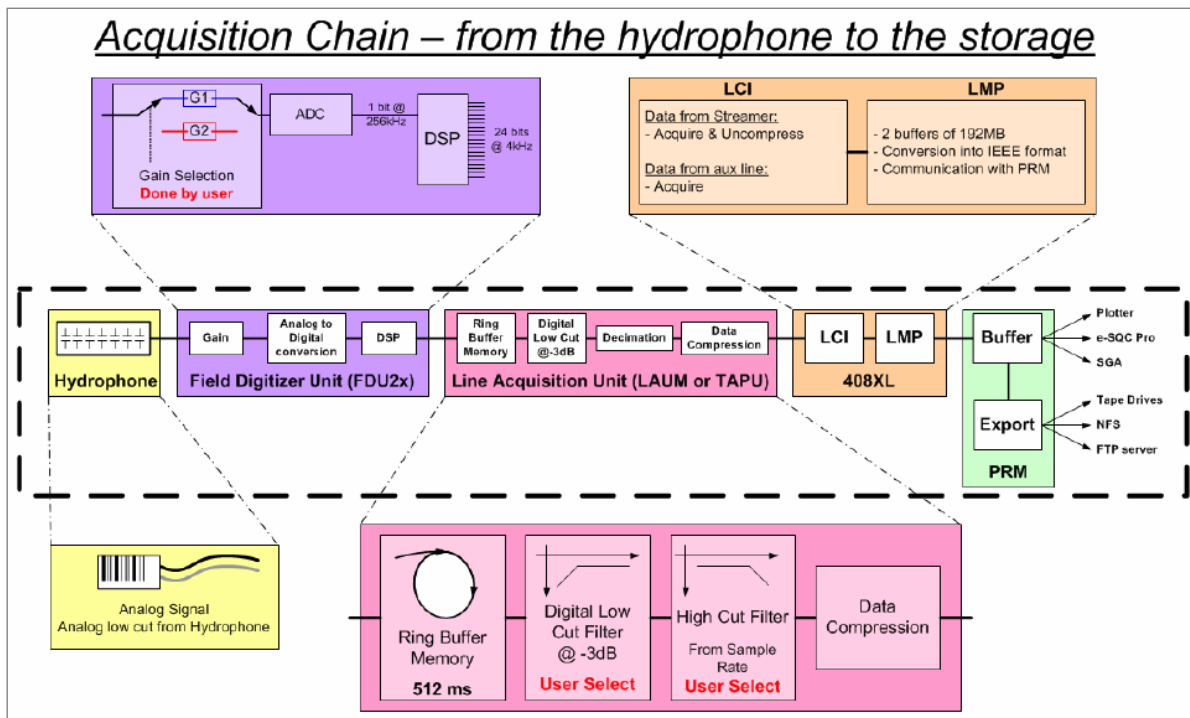 Acquisition Chain – from the hydrophone to the storage
G1
G2
Gain Selection
Done by user
ADC
1 bit @
256kHz
DSP
24 bits
@ 4kHz
LCI
Data from Streamer:
- Acquire & Uncompress
Data from aux line:
- Acquire
LMP
- 2 buffers of 192MB
- Conversion into IEEE format
- Communication with PRM
Hydrophone
Gain
Analog to
Digital
conversion
DSP
Field Digitizer Unit (FDU2x)
Ring
Buffer
Memory
Digital
Low Cut
@-3dB
Decimation
Data
Compression
Line Acquisition Unit (LAUM or TAPU)
LCI
LMP
408XL
Buffer
Export
PRM
Plotter
e-SQC Pro
SGA
Tape Drives
NFS
FTP server
Analog Signal
Analog low cut from Hydrophone
Ring Buffer
Memory
512 ms
Digital Low
Cut Filter
@ -3dB
User Select
High Cut Filter
From Sample
Rate
User Select
Data
Compression